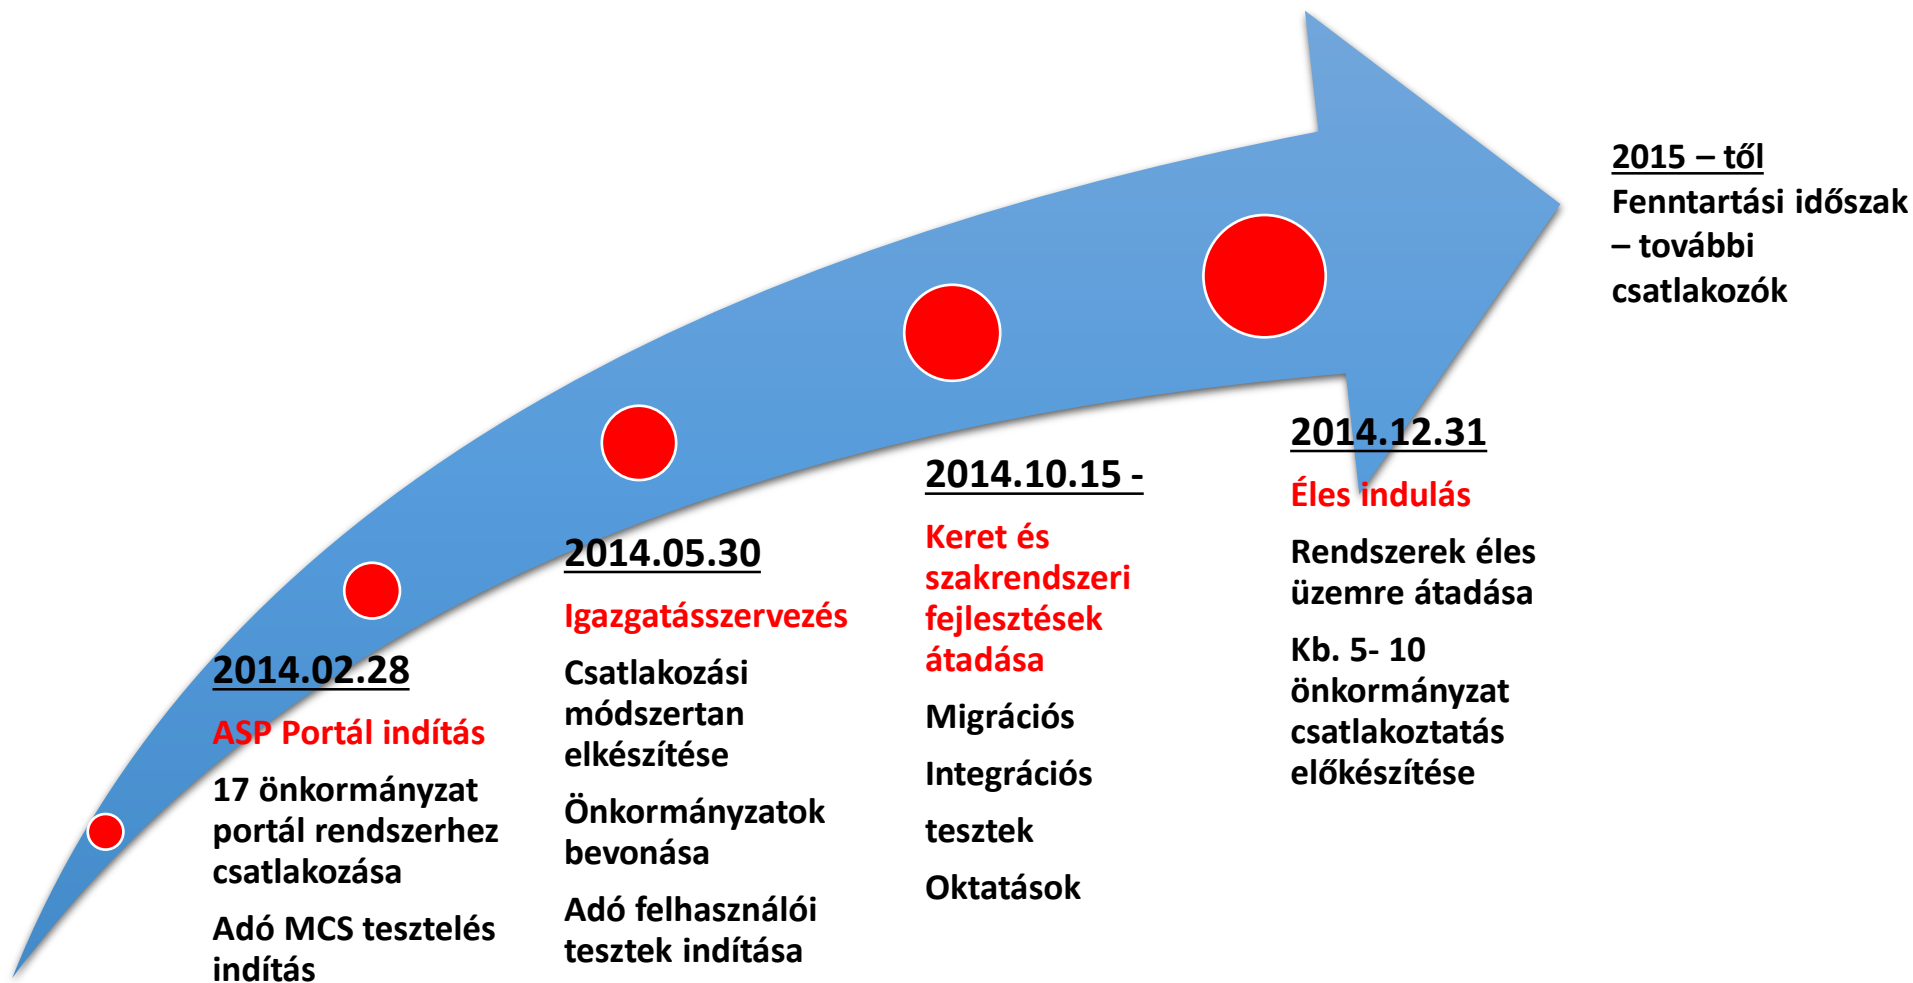 2014.02.28
ASP Portál indítás
17 önkormányzat
portál rendszerhez
csatlakozása
Adó MCS tesztelés
indítás
2014.05.30
Igazgatásszervezés
Csatlakozási
módszertan
elkészítése
Önkormányzatok
bevonása
Adó felhasználói
tesztek indítása
2014.10.15 -
Keret és
szakrendszeri
fejlesztések
átadása
Migrációs
Integrációs
tesztek
Oktatások
2014.12.31
Éles indulás
Rendszerek éles
üzemre átadása
Kb. 5- 10
önkormányzat
csatlakoztatás
előkészítése
2015 – től
Fenntartási időszak
– további
csatlakozók